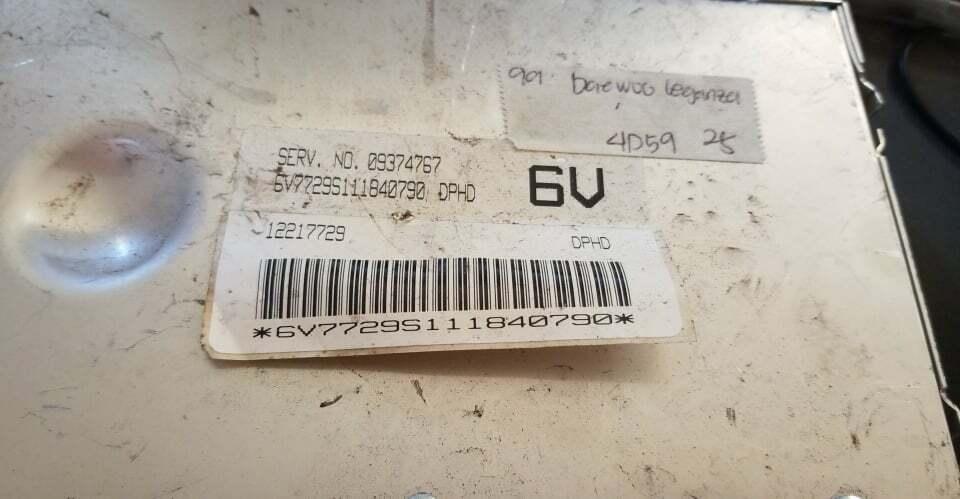 99' Daewoo Leganza
4D59 25
SERV. NO. 09374767
6V7729S111840790 DPHD
6V
12217729 DPHD
*6V7729S111840790*